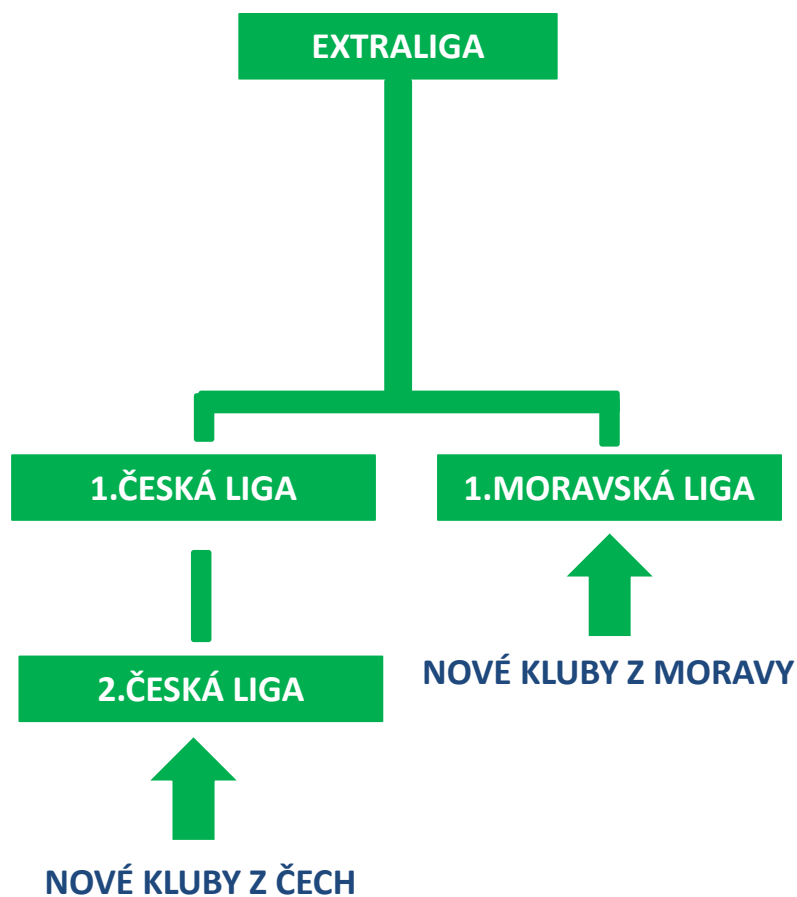 EXTRALIGA
1.ČESKÁ LIGA
1.MORAVSKÁ LIGA
2.ČESKÁ LIGA
NOVÉ KLUBY Z MORAVY
NOVÉ KLUBY Z ČECH